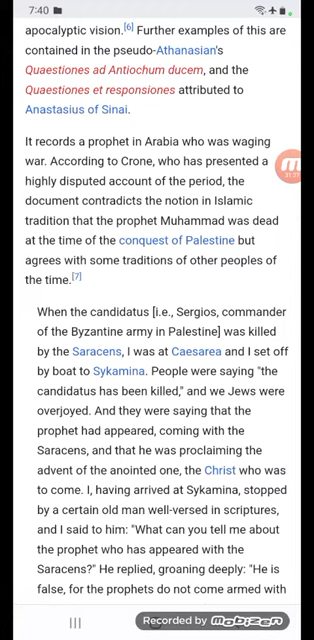 7:40
apocalyptic vision.[6] Further examples of this are
contained in the pseudo-Athanasian's
Quaestiones ad Antiochum ducem, and the
Quaestiones et responsiones attributed to
Anastasius of Sinai.
It records a prophet in Arabia who was waging
war. According to Crone, who has presented a
highly disputed account of the period, the
document contradicts the notion in Islamic
tradition that the prophet Muhammad was dead
at the time of the conquest of Palestine but
agrees with some traditions of other peoples of
the time.[7]
When the candidatus [i.e., Sergios, commander
of the Byzantine army in Palestine] was killed
by the Saracens, I was at Caesarea and I set off
by boat to Sykamina. People were saying "the
candidatus has been killed," and we Jews were
overjoyed. And they were saying that the
prophet had appeared, coming with the
Saracens, and that he was proclaiming the
advent of the anointed one, the Christ who was
to come. I, having arrived at Sykamina, stopped
by a certain old man well-versed in scriptures,
and I said to him: "What can you tell me about
the prophet who has appeared with the
Saracens?" He replied, groaning deeply: "He is
false, for the prophets do not come armed with
Recorded by mobizen